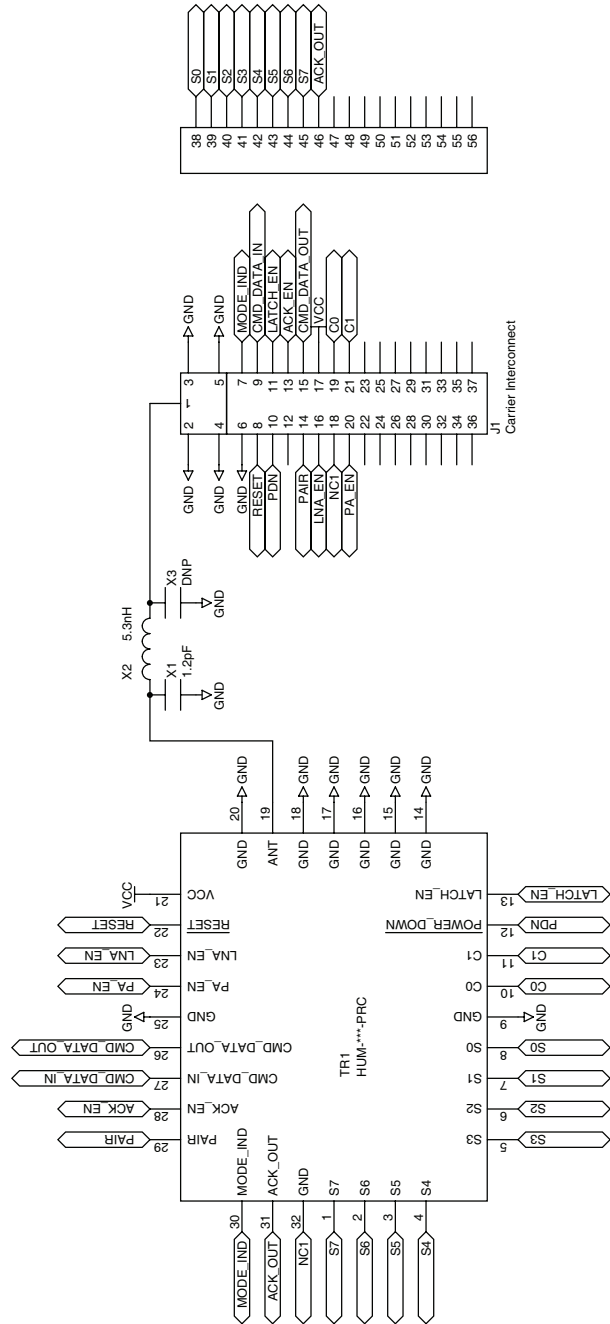 38 S0
39 S1
40 S2
41 S3
42 S4
43 S5
44 S6
45 S7
46 ACK_OUT
47
48
49
50
51
52
53
54
55
56
1
GND 2 3 GND
GND 4 5 GND
GND 6 7 MODE_IND
RESET 8 9 CMD_DATA_IN
PDN 10 11 LATCH_EN
12 13 ACK_EN
PAIR 14 15 CMD_DATA_OUT
LNA_EN 16 17 VCC
NC1 18 19 C0
PA_EN 20 21 C1
22 23
24 25
26 27
28 29
30 31
32 33
34 35
36 37
J1
Carrier Interconnect
X2 5.3nH
X1
1.2pF
GND
X3
DNP
GND
GND 20 GND
ANT 19
GND 18 GND
GND 17 GND
GND 16 GND
GND 15 GND
GND 14 GND
VCC 21 VCC
RESET 22 RESET
LNA_EN 23 LNA_EN
PA_EN 24 PA_EN
GND 25 GND
CMD_DATA_OUT 26 CMD_DATA_OUT
CMD_DATA_IN 27 CMD_DATA_IN
ACK_EN 28 ACK_EN
PAIR 29 PAIR
TR1
HUM-***-PRC
LATCH_EN 13 LATCH_EN
POWER_DOWN 12 PDN
C1 11 C1
C0 10 C0
GND 9 GND
S0 8 S0
S1 7 S1
S2 6 S2
S3 5 S3
MODE_IND 30 MODE_IND
ACK_OUT 31 ACK_OUT
NC1 32 GND
S7 1 S7
S6 2 S6
S5 3 S5
S4 4 S4